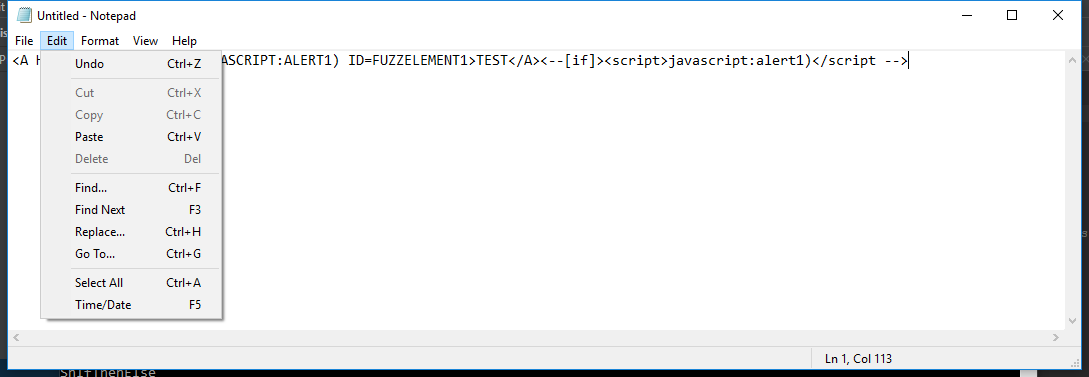 Untitled - Notepad
File Edit Format View Help
<A H ASCRIPT:ALERT1) ID=FUZZELEMENT1>TEST</A><--[if]><script>javascript:alert1)</script -->
Undo Ctrl+Z
Cut Ctrl+X
Copy Ctrl+C
Paste Ctrl+V
Delete Del
Find... Ctrl+F
Find Next F3
Replace... Ctrl+H
Go To... Ctrl+G
Select All Ctrl+A
Time/Date F5
Ln 1, Col 113
ShifThenElse